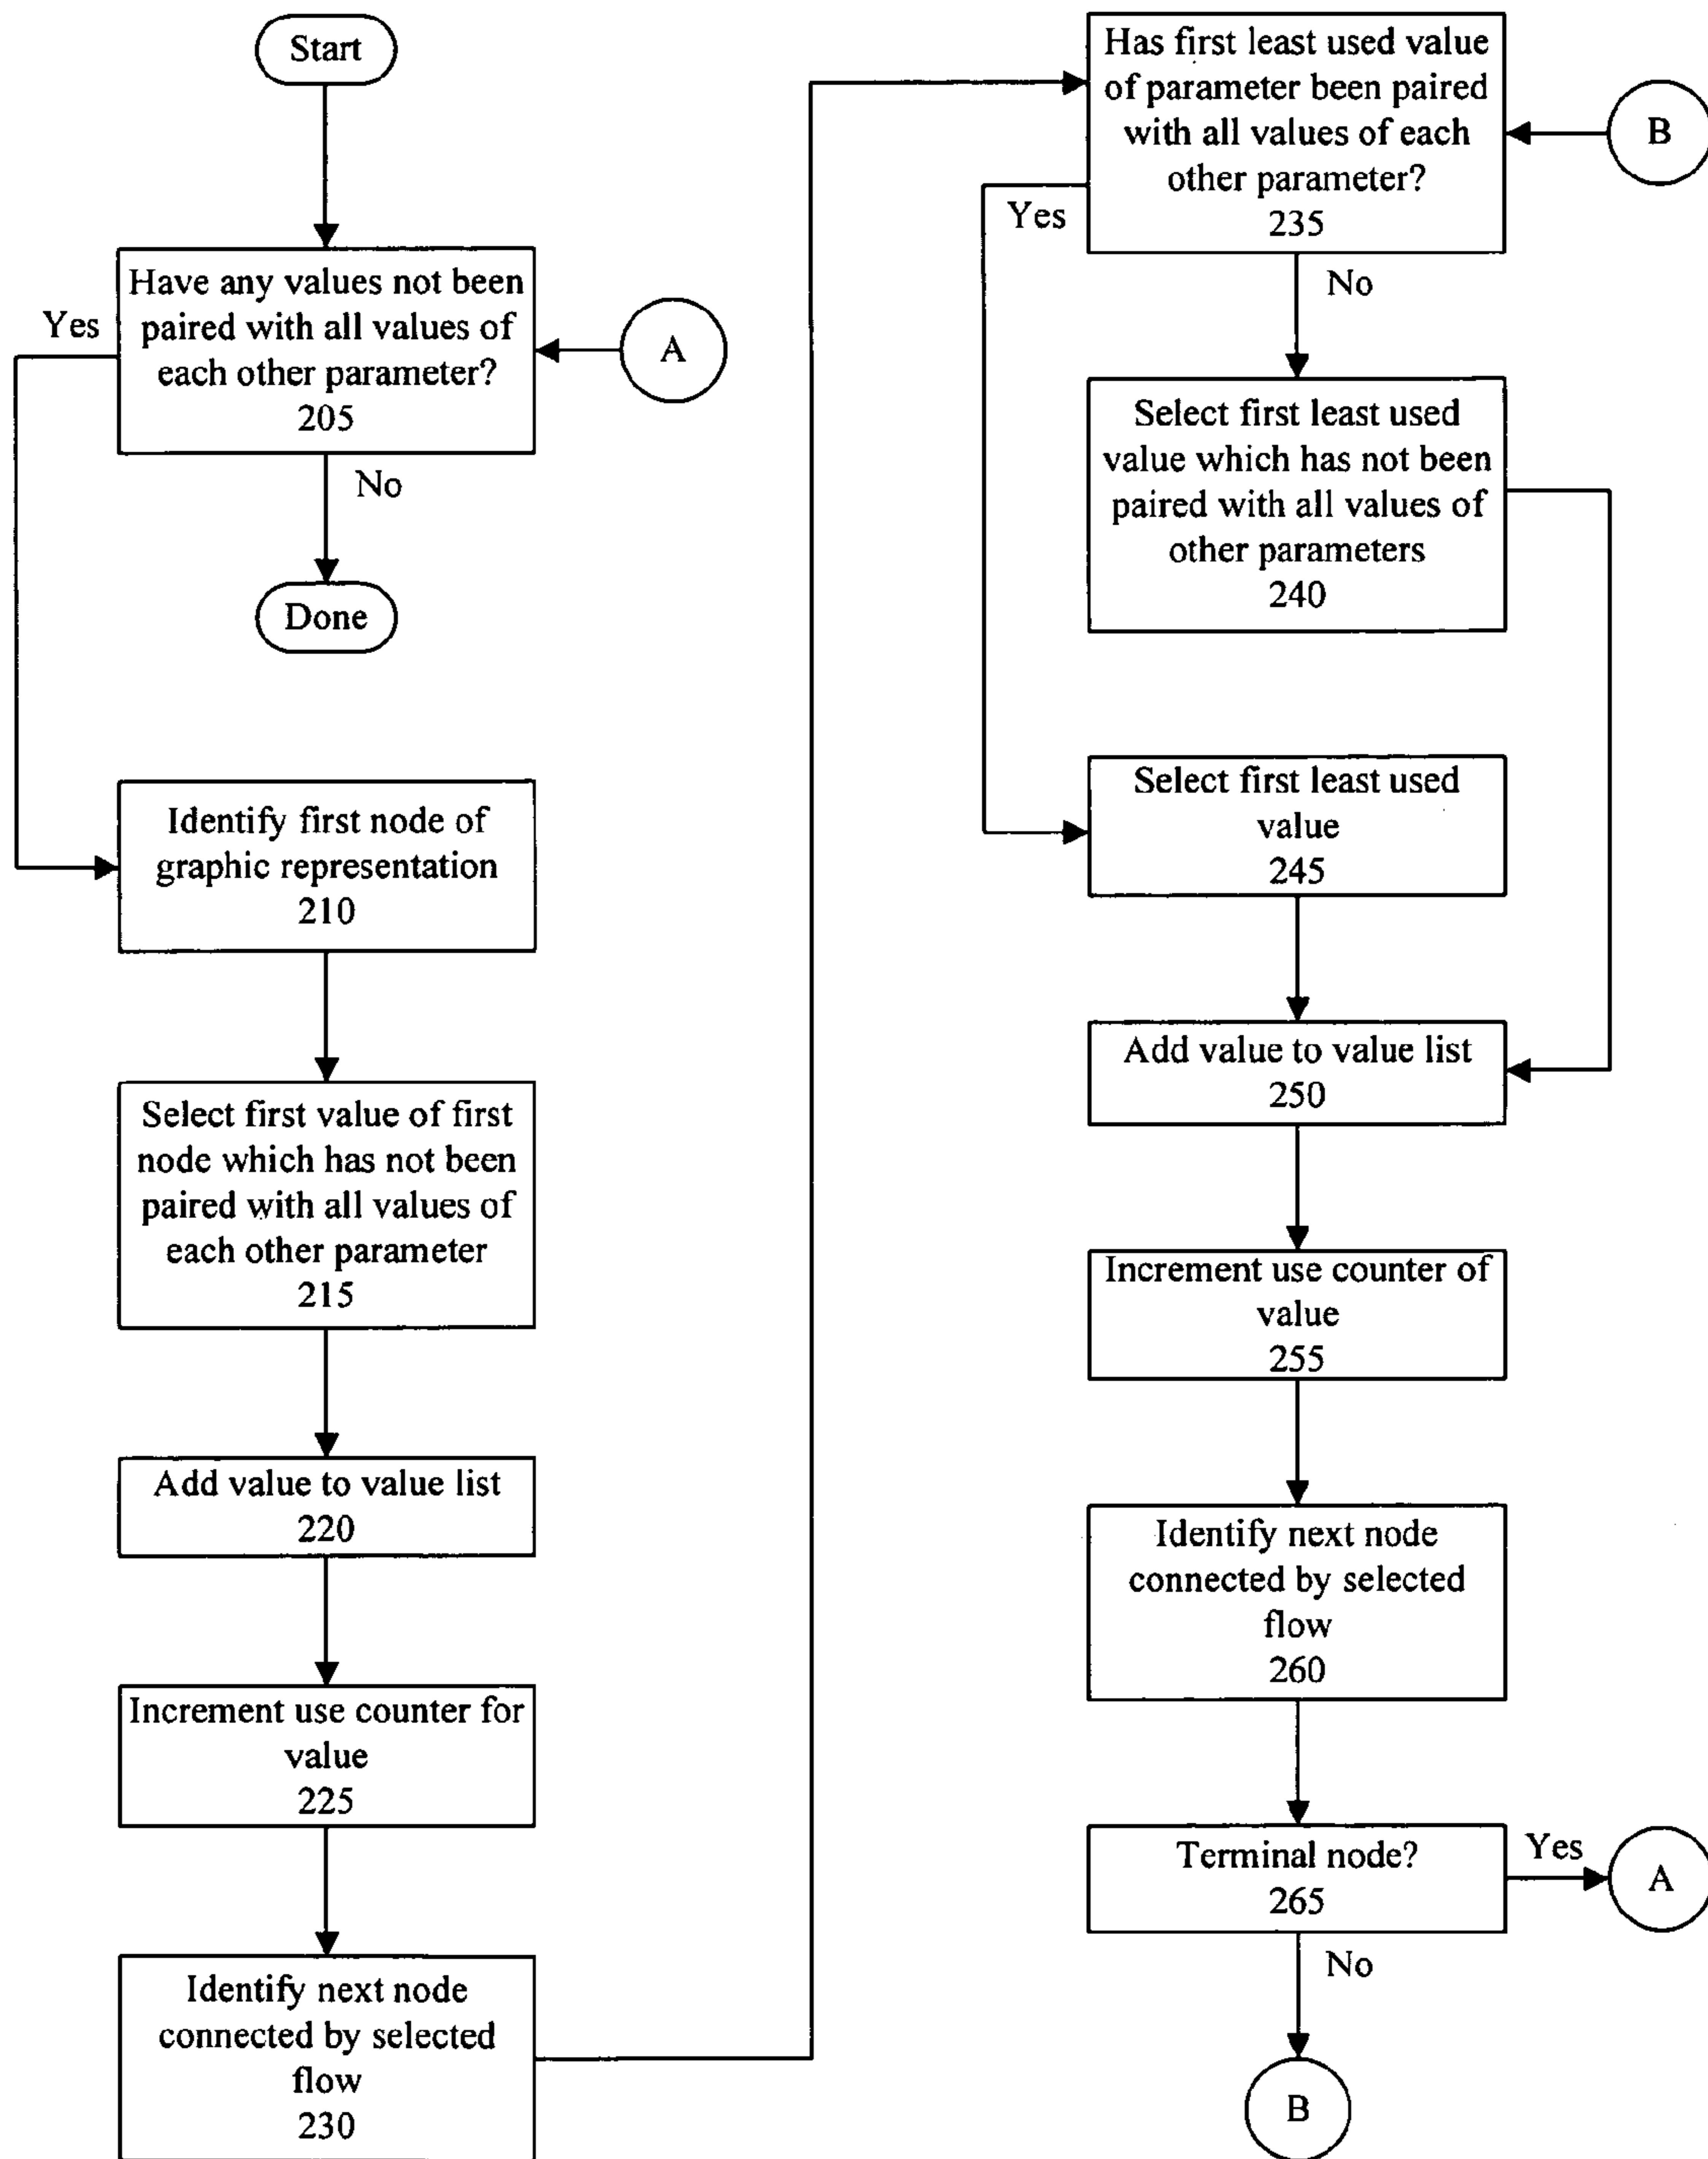 Start
Have any values not been
paired with all values of
each other parameter?
205
Yes
A
No
Done
Identify first node of
graphic representation
210
Select first value of first
node which has not been
paired with all values of
each other parameter
215
Add value to value list
220
Increment use counter for
value
225
Identify next node
connected by selected
flow
230
Has first least used value
of parameter been paired
with all values of each
other parameter?
235
B
Yes
No
Select first least used
value which has not been
paired with all values of
other parameters
240
Select first least used
value
245
Add value to value list
250
Increment use counter of
value
255
Identify next node
connected by selected
flow
260
Terminal node?
265
Yes
A
No
B